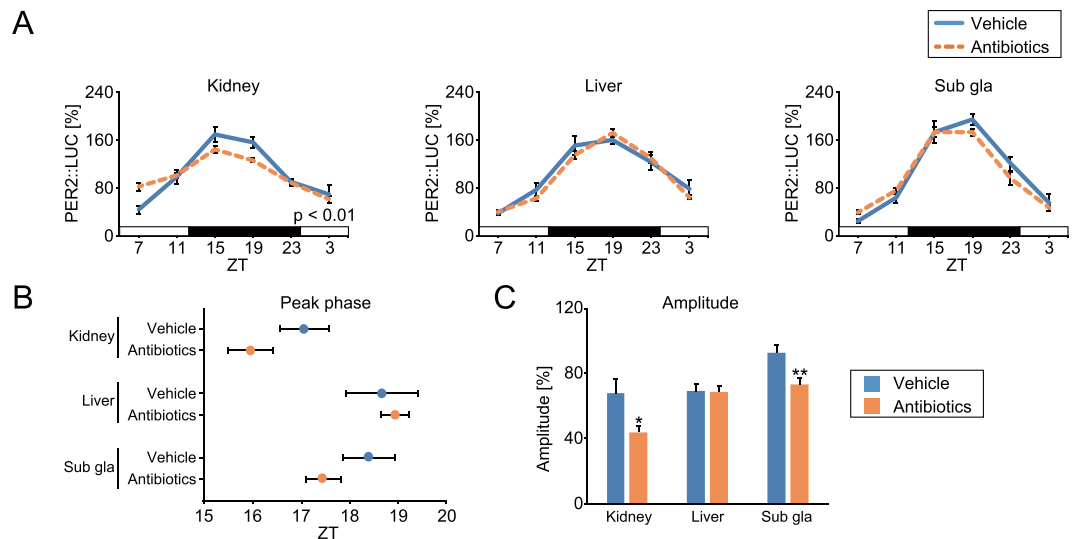 A
Vehicle
Antibiotics
Kidney
PER2::LUC [%]
240
160
80
0
p < 0.01
7 11 15 19 23 3
ZT
Liver
PER2::LUC [%]
240
160
80
0
7 11 15 19 23 3
ZT
Sub gla
PER2::LUC [%]
240
160
80
0
7 11 15 19 23 3
ZT
B
Peak phase
Kidney
Vehicle
Antibiotics
Liver
Vehicle
Antibiotics
Sub gla
Vehicle
Antibiotics
15 16 17 18 19 20
ZT
C
Amplitude
Amplitude [%]
120
80
40
0
*
**
Kidney Liver Sub gla
Vehicle
Antibiotics